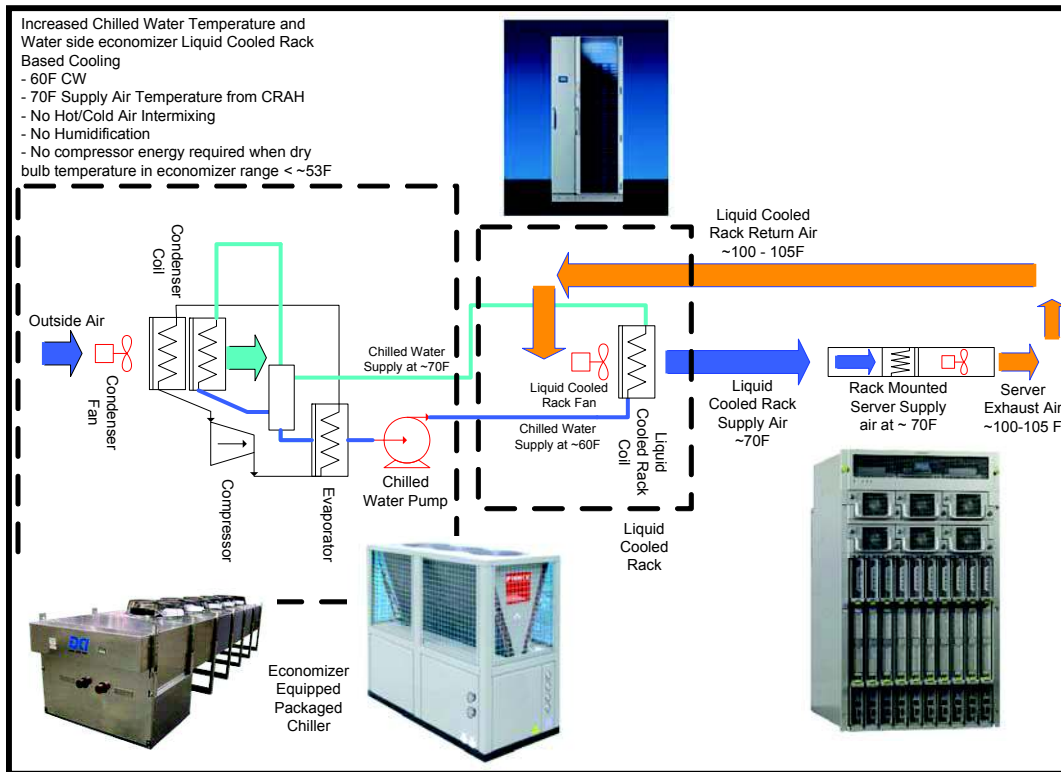 Increased Chilled Water Temperature and
Water side economizer Liquid Cooled Rack
Based Cooling
- 60F CW
- 70F Supply Air Temperature from CRAH
- No Hot/Cold Air Intermixing
- No Humidification
- No compressor energy required when dry
bulb temperature in economizer range < ~53F
Liquid Cooled
Rack Return Air
~100 - 105F
Condenser
Coil
Outside Air
Condenser
Fan
Chilled Water
Supply at ~70F
Liquid Cooled
Rack Fan
Chilled Water
Supply at ~60F
Liquid
Cooled Rack
Coil
Liquid
Cooled Rack
Supply Air
~70F
Rack Mounted
Server Supply
air at ~ 70F
Server
Exhaust Air
~100-105 F
Compressor
Evaporator
Chilled
Water Pump
Liquid
Cooled
Rack
Economizer
Equipped
Packaged
Chiller